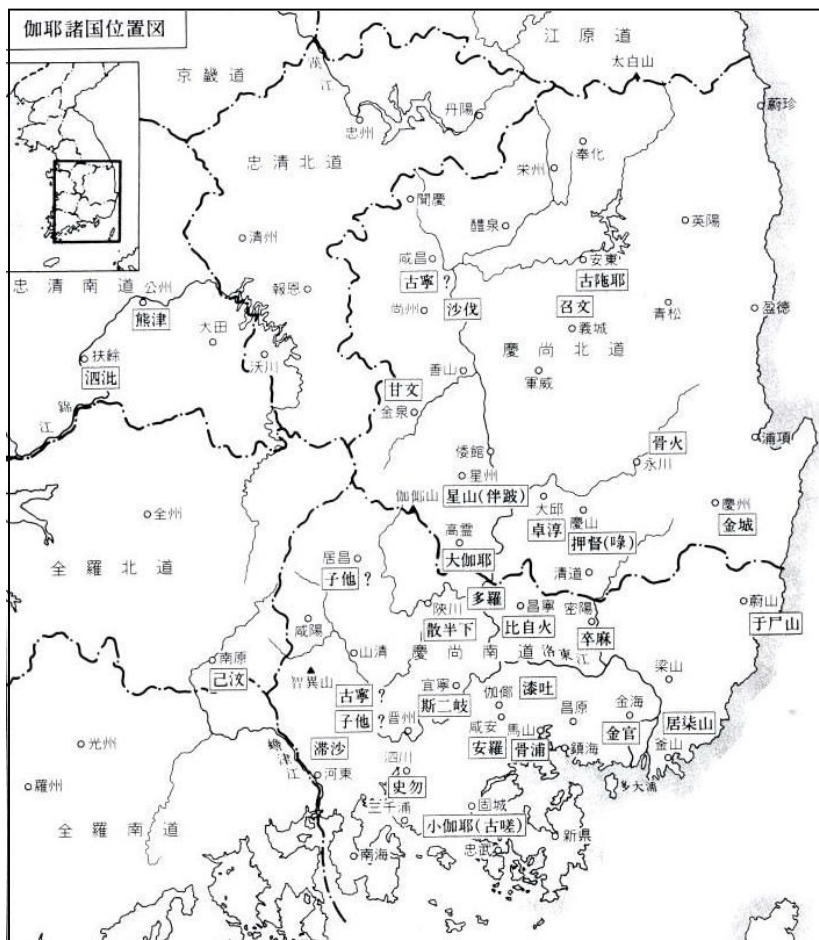 伽耶諸国位置図
江原道
太白山
京畿道
漢江
蔚珍
丹陽
忠州
忠清北道
奉化
栄州
聞慶
醴泉
英陽
清州
咸昌
安東
古寧?
古陁耶
忠清南道
公州
報恩
尚州
沙伐
召文
青松
盈德
熊津
大田
義城
慶尚北道
扶餘
沃川
善山
軍威
泗沘
甘文
錦江
金泉
骨火
浦項
倭館
永川
星州
伽倻山
星山(伴跛)
大邱
慶山
慶州
全州
卓淳
押督(喙)
金城
高霊
居昌
大伽耶
清道
全羅北道
子他?
多羅
陜川
昌寧
密陽
蔚山
咸陽
散半下
比自火
卒麻
于尸山
南原
山清
慶尚南道
洛東江
己汶
智異山
梁山
宜寧
伽倻
漆吐
古寧?
斯二岐
昌原
金海
居柒山
子他?
晋州
咸安
馬山
金官
光州
滞沙
安羅
骨浦
鎮海
釜山
蟾津江
泗川
羅州
河東
史勿
多大浦
三千浦
固城
全羅南道
小伽耶(古嗟)
新県
南海
忠武